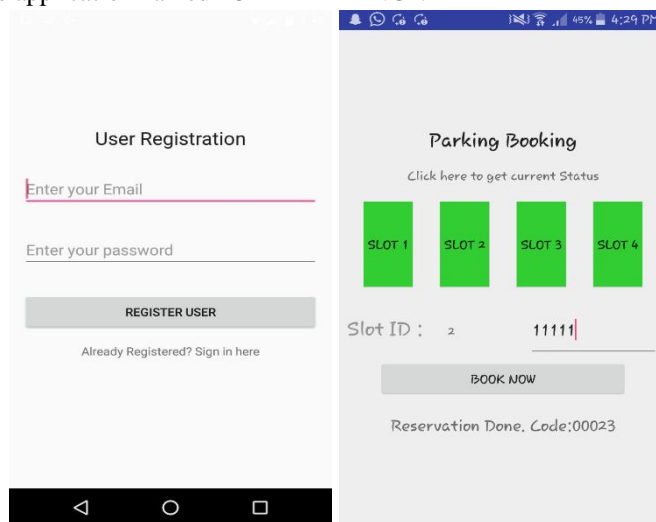 User Registration
Enter your Email
Enter your password
REGISTER USER
Already Registered? Sign in here
45% 4:29 PM
Parking Booking
Click here to get current Status
SLOT 1 SLOT 2 SLOT 3 SLOT 4
Slot ID : 2 11111
BOOK NOW
Reservation Done. Code:00023